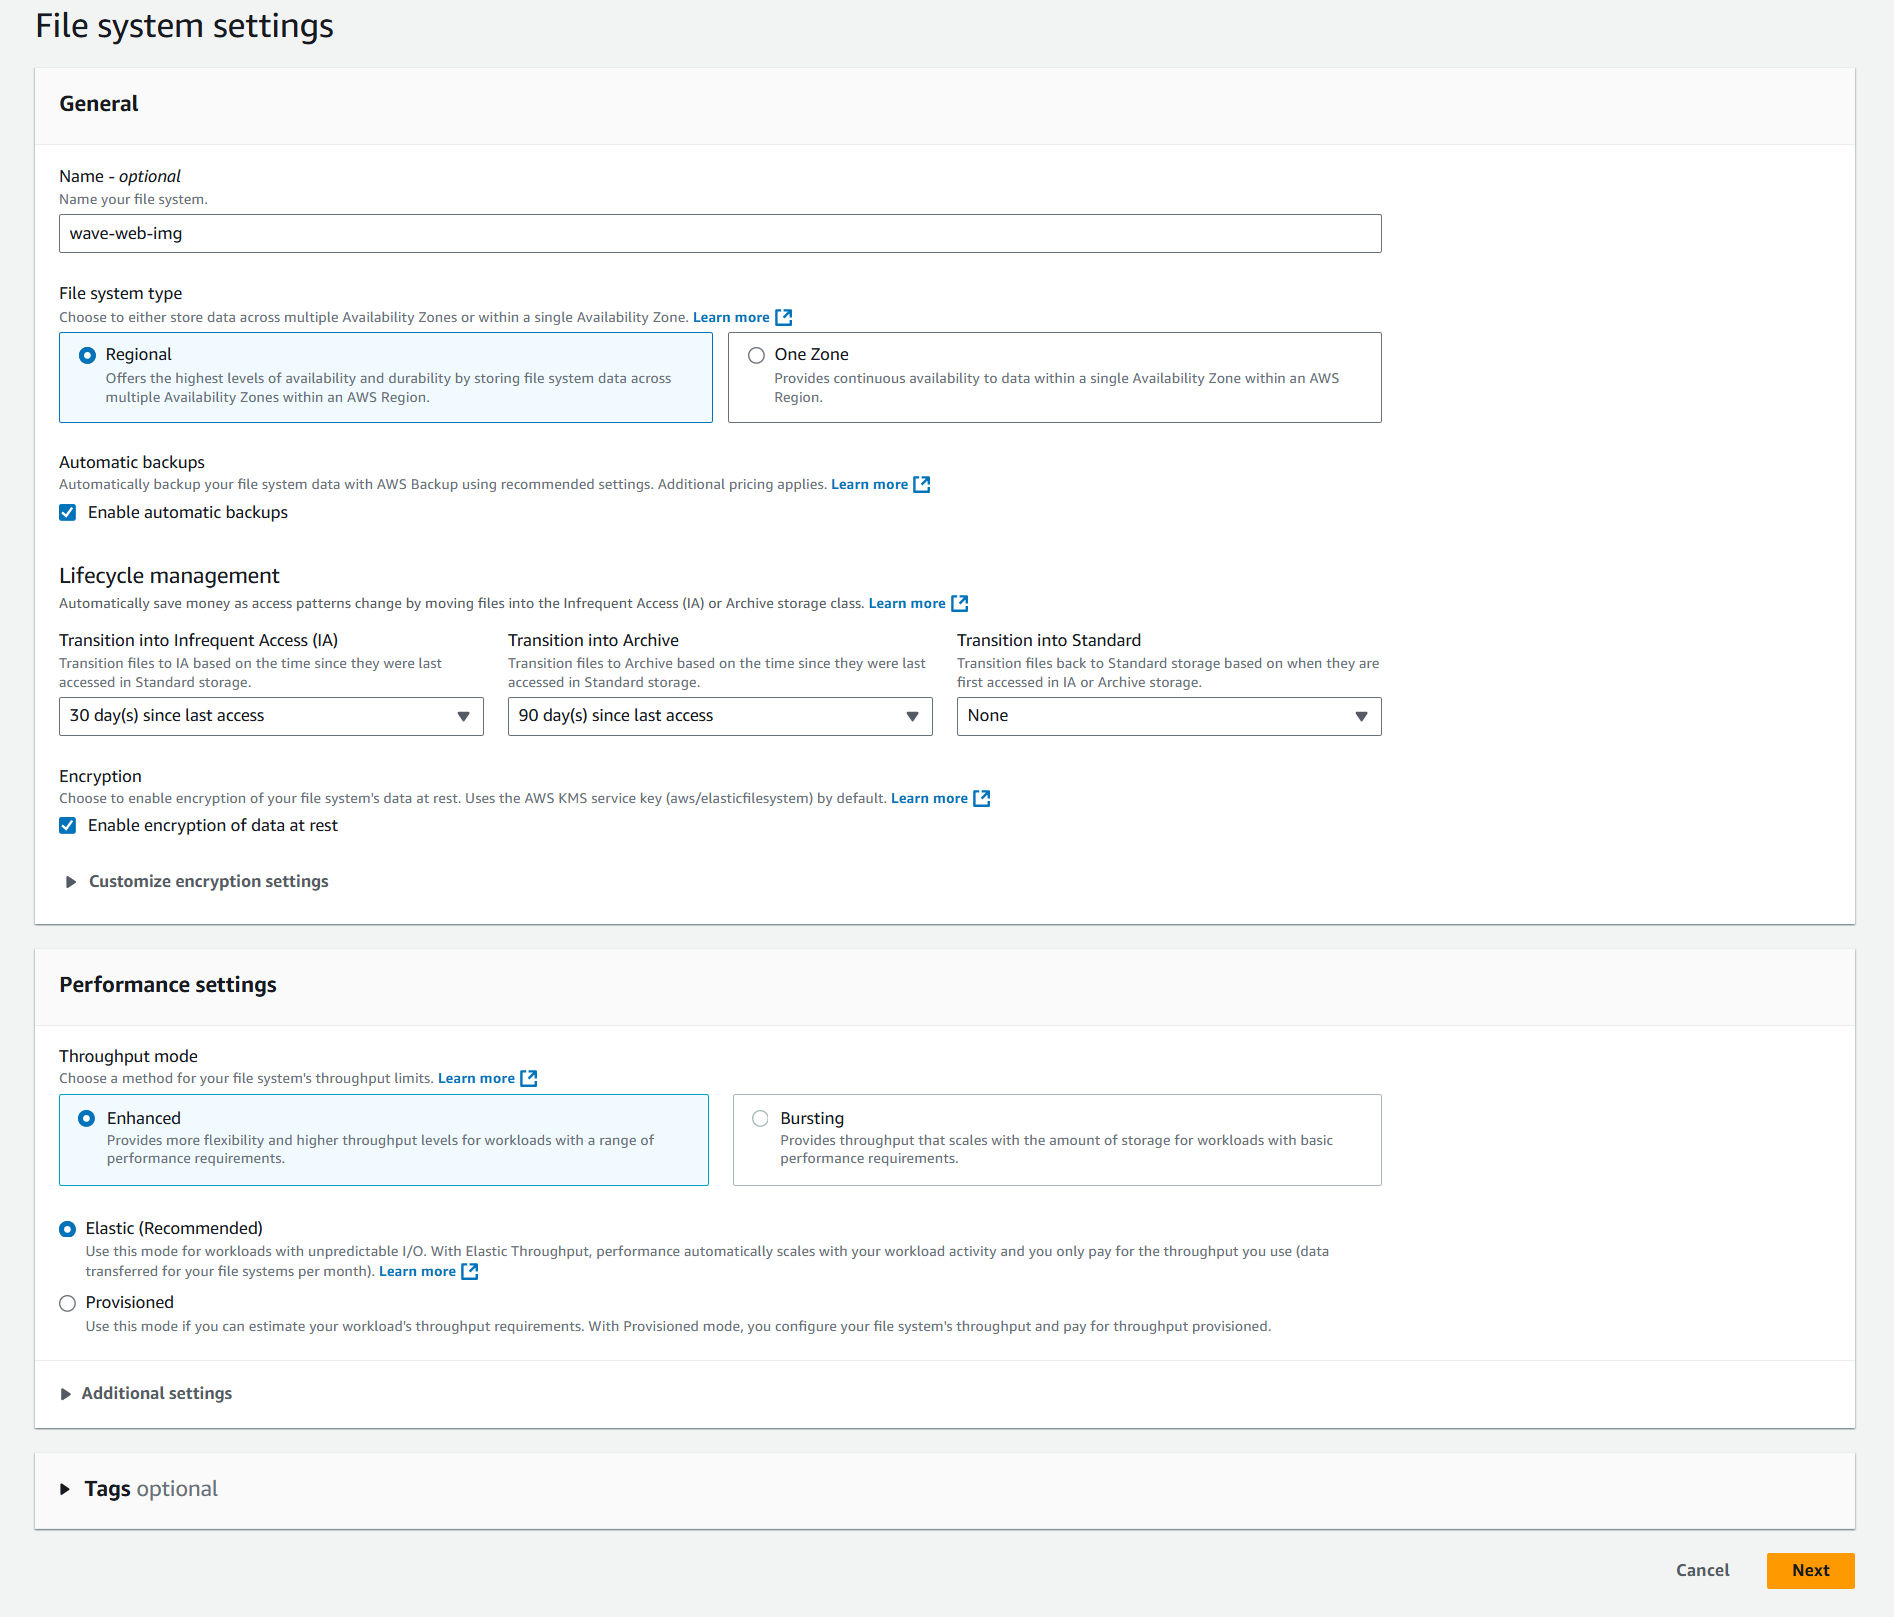 File system settings
General
Name - optional
Name your file system.
wave-web-img
File system type
Choose to either store data across multiple Availability Zones or within a single Availability Zone. Learn more
Regional
Offers the highest levels of availability and durability by storing file system data across
multiple Availability Zones within an AWS Region.
One Zone
Provides continuous availability to data within a single Availability Zone within an AWS
Region.
Automatic backups
Automatically backup your file system data with AWS Backup using recommended settings. Additional pricing applies. Learn more
Enable automatic backups
Lifecycle management
Automatically save money as access patterns change by moving files into the Infrequent Access (IA) or Archive storage class. Learn more
Transition into Infrequent Access (IA)
Transition files to IA based on the time since they were last
accessed in Standard storage.
30 day(s) since last access
Transition into Archive
Transition files to Archive based on the time since they were last
accessed in Standard storage.
90 day(s) since last access
Transition into Standard
Transition files back to Standard storage based on when they are
first accessed in IA or Archive storage.
None
Encryption
Choose to enable encryption of your file system's data at rest. Uses the AWS KMS service key (aws/elasticfilesystem) by default. Learn more
Enable encryption of data at rest
Customize encryption settings
Performance settings
Throughput mode
Choose a method for your file system's throughput limits. Learn more
Enhanced
Provides more flexibility and higher throughput levels for workloads with a range of
performance requirements.
Bursting
Provides throughput that scales with the amount of storage for workloads with basic
performance requirements.
Elastic (Recommended)
Use this mode for workloads with unpredictable I/O. With Elastic Throughput, performance automatically scales with your workload activity and you only pay for the throughput you use (data
transferred for your file systems per month). Learn more
Provisioned
Use this mode if you can estimate your workload's throughput requirements. With Provisioned mode, you configure your file system's throughput and pay for throughput provisioned.
Additional settings
Tags optional
Cancel
Next